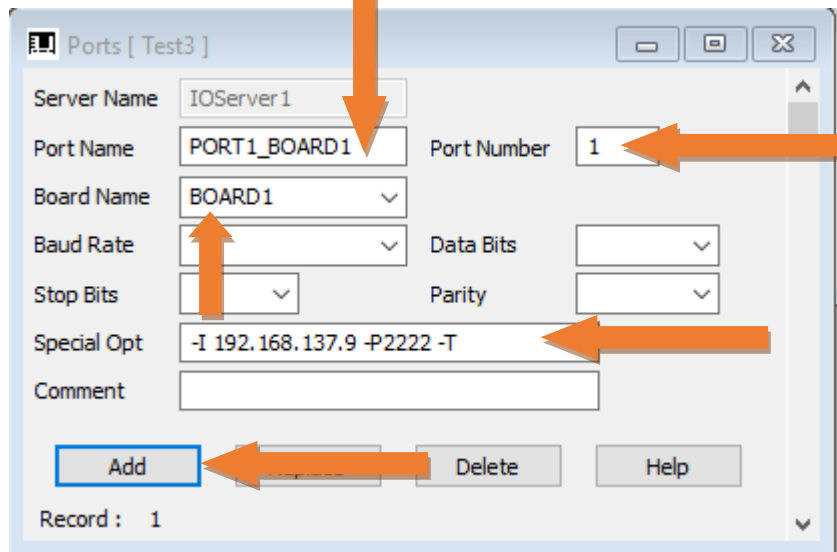 Ports [ Test3 ]
Server Name IOServer1
Port Name PORT1_BOARD1 Port Number 1
Board Name BOARD1
Baud Rate Data Bits
Stop Bits Parity
Special Opt -I 192.168.137.9 -P2222 -T
Comment
Add Delete Help
Record : 1